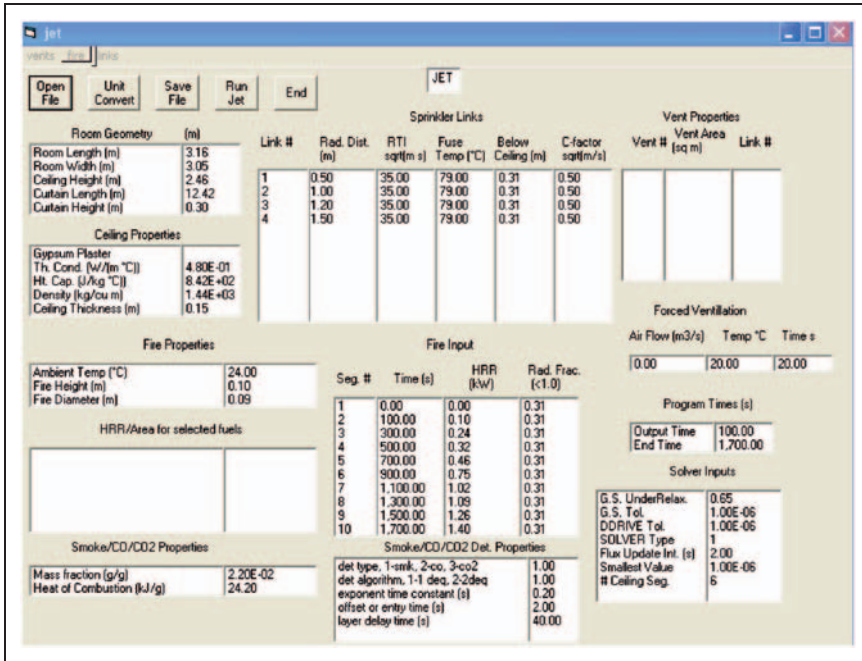 jet
vents fire links
Open File
Unit Convert
Save File
Run Jet
End
JET
Room Geometry (m)
Room Length (m) 3.16
Room Width (m) 3.05
Ceiling Height (m) 2.46
Curtain Length (m) 12.42
Curtain Height (m) 0.30
Ceiling Properties
Gypsum Plaster
Th. Cond. (W/(m °C)) 4.80E-01
Ht. Cap. (J/kg °C)) 8.42E+02
Density (kg/cu m) 1.44E+03
Ceiling Thickness (m) 0.15
Sprinkler Links
Link # Rad. Dist. (m) RTI sqrt(m s) Fuse Temp (°C) Below Ceiling (m) C-factor sqrt(m/s)
1 0.50 35.00 79.00 0.31 0.50
2 1.00 35.00 79.00 0.31 0.50
3 1.20 35.00 79.00 0.31 0.50
4 1.50 35.00 79.00 0.31 0.50
Vent Properties
Vent # Vent Area (sq m) Link #
Forced Ventilation
Air Flow (m3/s) Temp °C Time s
0.00 20.00 20.00
Fire Properties
Ambient Temp (°C) 24.00
Fire Height (m) 0.10
Fire Diameter (m) 0.09
HRR/Area for selected fuels
Fire Input
Seg. # Time (s) HRR (kW) Rad. Frac. (<1.0)
1 0.00 0.00 0.31
2 100.00 0.10 0.31
3 300.00 0.24 0.31
4 500.00 0.32 0.31
5 700.00 0.46 0.31
6 900.00 0.75 0.31
7 1,100.00 1.02 0.31
8 1,300.00 1.09 0.31
9 1,500.00 1.26 0.31
10 1,700.00 1.40 0.31
Program Times (s)
Output Time 100.00
End Time 1,700.00
Solver Inputs
G.S. UnderRelax. 0.65
G.S. Tol. 1.00E-06
DDRIVE Tol. 1.00E-06
SOLVER Type 1
Flux Update Int. (s) 2.00
Smallest Value 1.00E-06
# Ceiling Seg. 6
Smoke/CO/CO2 Properties
Mass fraction (g/g) 2.20E-02
Heat of Combustion (kJ/g) 24.20
Smoke/CO/CO2 Det. Properties
det type, 1-smk, 2-co, 3-co2 1.00
det algorithm, 1-1 deq, 2-2deq 1.00
exponent time constant (s) 0.20
offset or entry time (s) 2.00
layer delay time (s) 40.00